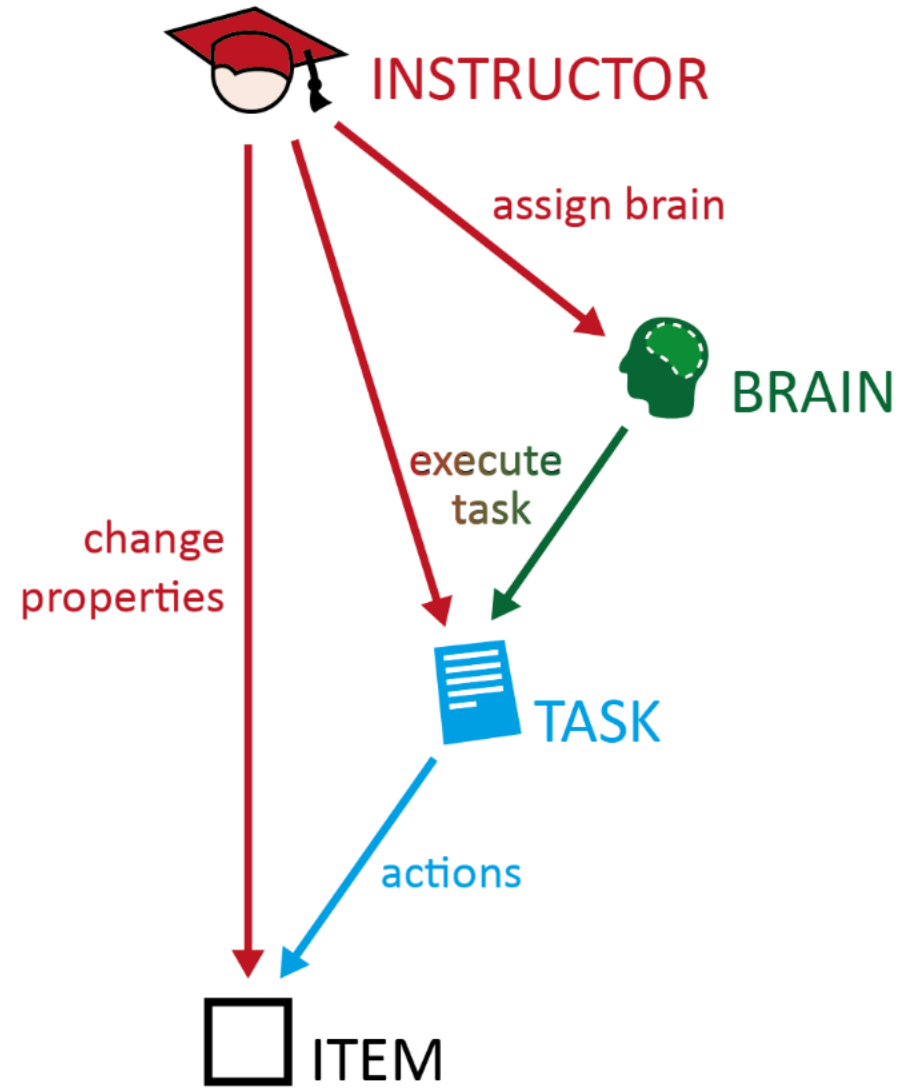 INSTRUCTOR
assign brain
BRAIN
execute
task
change
properties
TASK
actions
ITEM